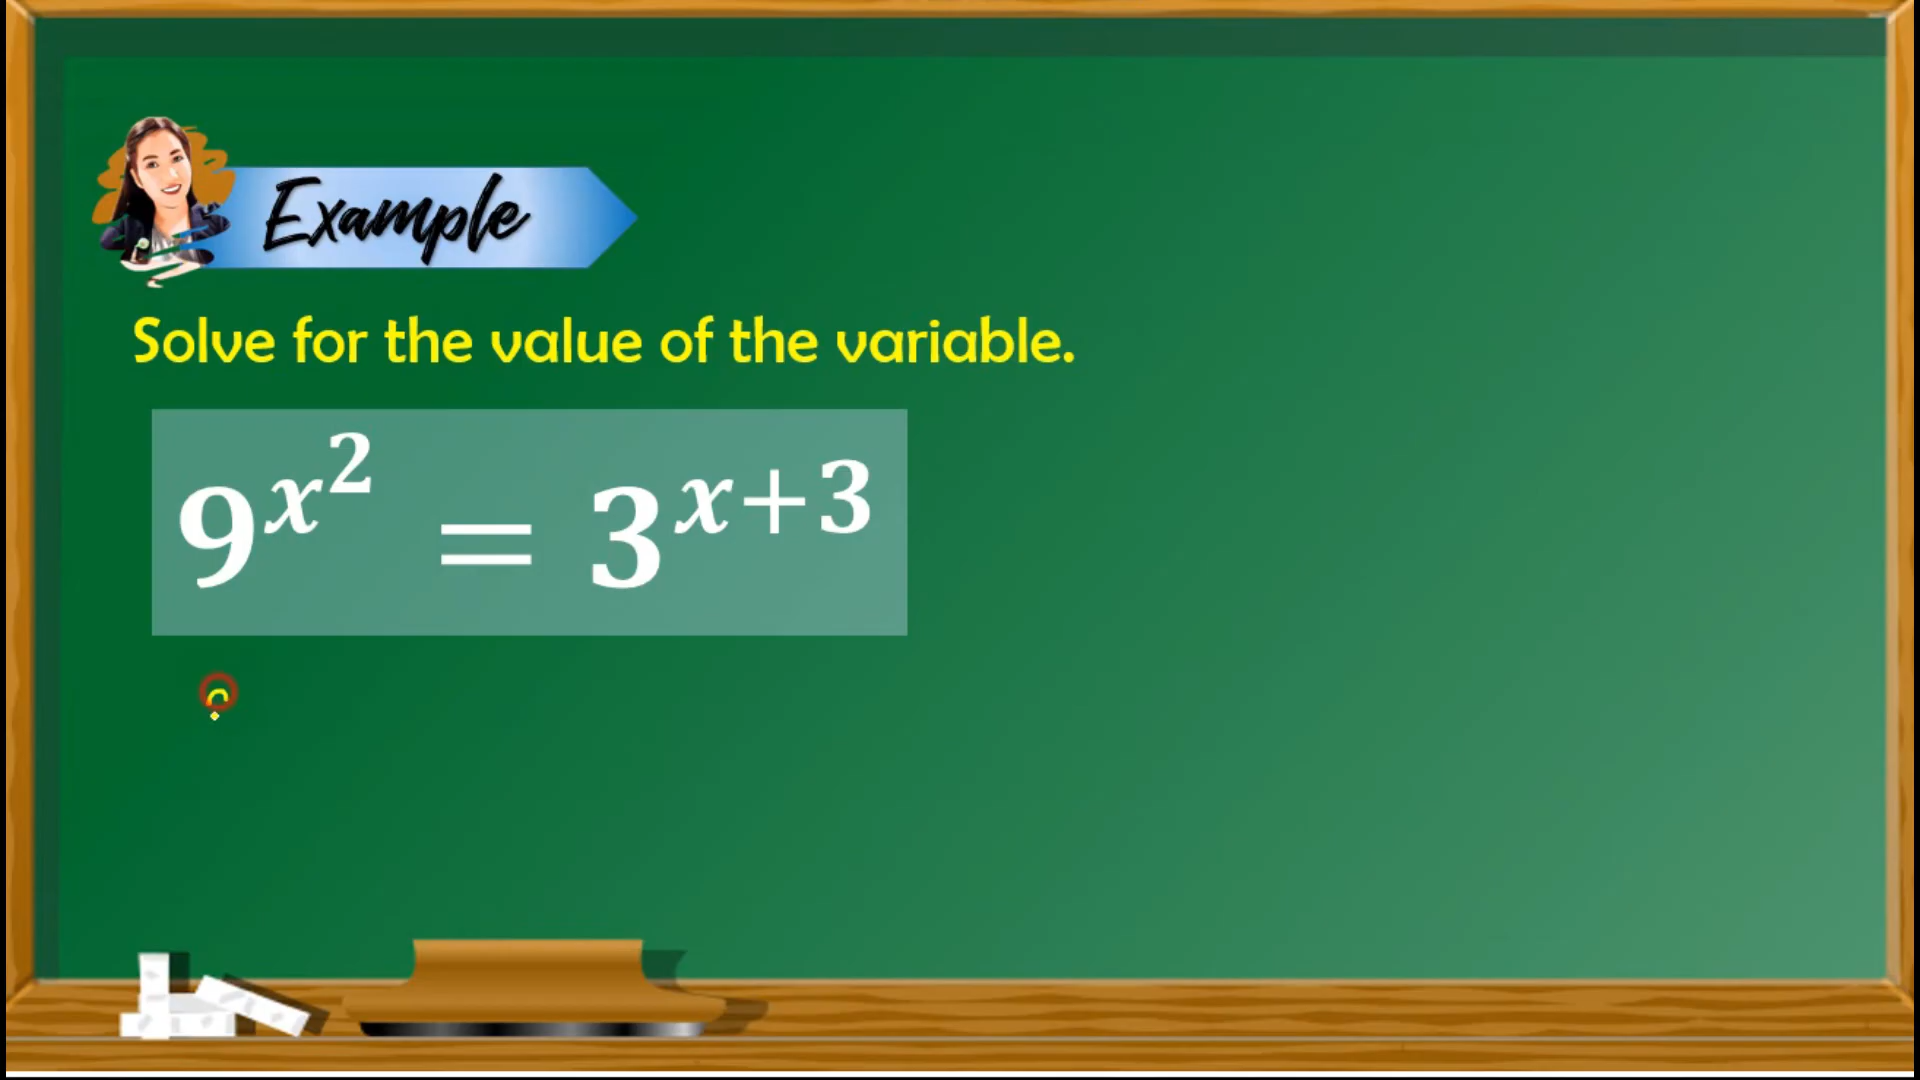 Example
Solve for the value of the variable.
9^{x^2} = 3^{x+3}